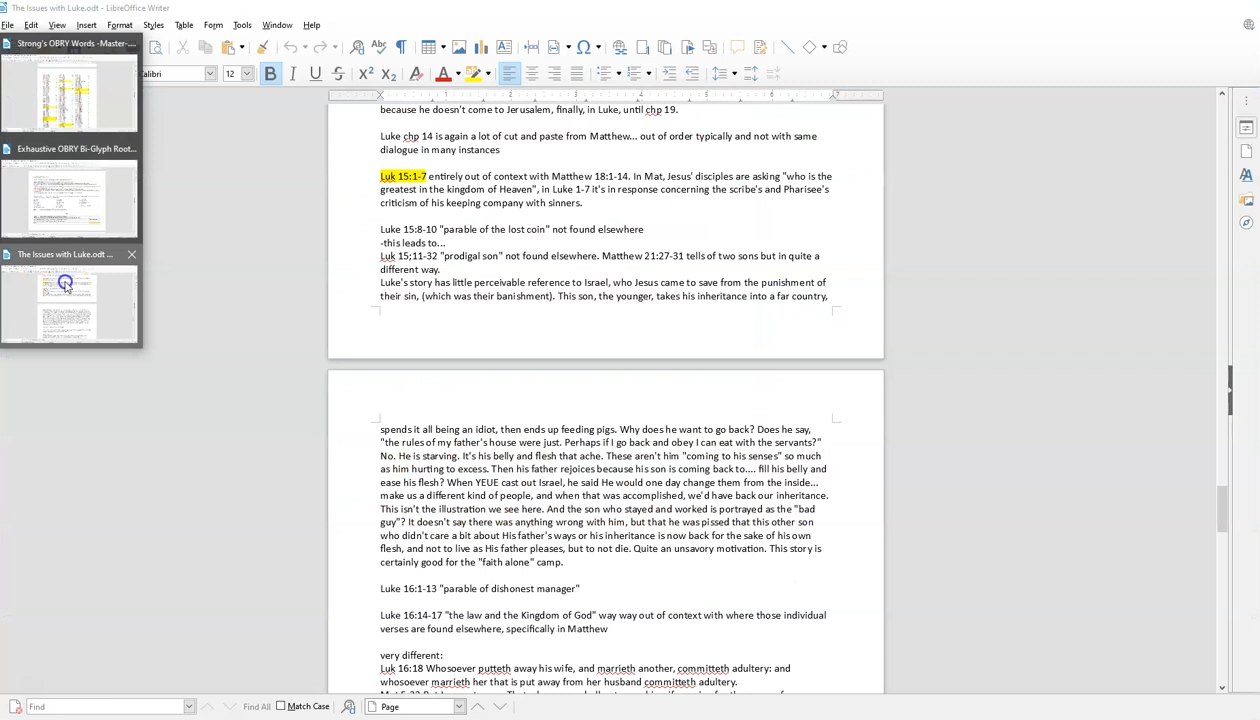 The Issues with Luke.odt - LibreOffice Writer
File Edit View Insert Format Styles Table Form Tools Window Help
Strong's OBRY Words -Master-....
Calibri 12
because he doesn't come to Jerusalem, finally, in Luke, until chp 19.
Luke chp 14 is again a lot of cut and paste from Matthew... out of order typically and not with same
dialogue in many instances
Exhaustive OBRY Bi-Glyph Root...
Luk 15:1-7 entirely out of context with Matthew 18:1-14. In Mat, Jesus' disciples are asking "who is the
greatest in the kingdom of Heaven", in Luke 1-7 it's in response concerning the scribe's and Pharisee's
criticism of his keeping company with sinners.
Luke 15:8-10 "parable of the lost coin" not found elsewhere
-this leads to...
The Issues with Luke.odt ...
Luk 15;11-32 "prodigal son" not found elsewhere. Matthew 21:27-31 tells of two sons but in quite a
different way.
Luke's story has little perceivable reference to Israel, who Jesus came to save from the punishment of
their sin, (which was their banishment). This son, the younger, takes his inheritance into a far country,
spends it all being an idiot, then ends up feeding pigs. Why does he want to go back? Does he say,
"the rules of my father's house were just. Perhaps if I go back and obey I can eat with the servants?"
No. He is starving. It's his belly and flesh that ache. These aren't him "coming to his senses" so much
as him hurting to excess. Then his father rejoices because his son is coming back to.... fill his belly and
ease his flesh? When YEUE cast out Israel, he said He would one day change them from the inside...
make us a different kind of people, and when that was accomplished, we'd have back our inheritance.
This isn't the illustration we see here. And the son who stayed and worked is portrayed as the "bad
guy"? It doesn't say there was anything wrong with him, but that he was pissed that this other son
who didn't care a bit about His father's ways or his inheritance is now back for the sake of his own
flesh, and not to live as His father pleases, but to not die. Quite an unsavory motivation. This story is
certainly good for the "faith alone" camp.
Luke 16:1-13 "parable of dishonest manager"
Luke 16:14-17 "the law and the Kingdom of God" way way out of context with where those individual
verses are found elsewhere, specifically in Matthew
very different:
Luk 16:18 Whosoever putteth away his wife, and marrieth another, committeth adultery: and
whosoever marrieth her that is put away from her husband committeth adultery.
Find Find All Match Case Page